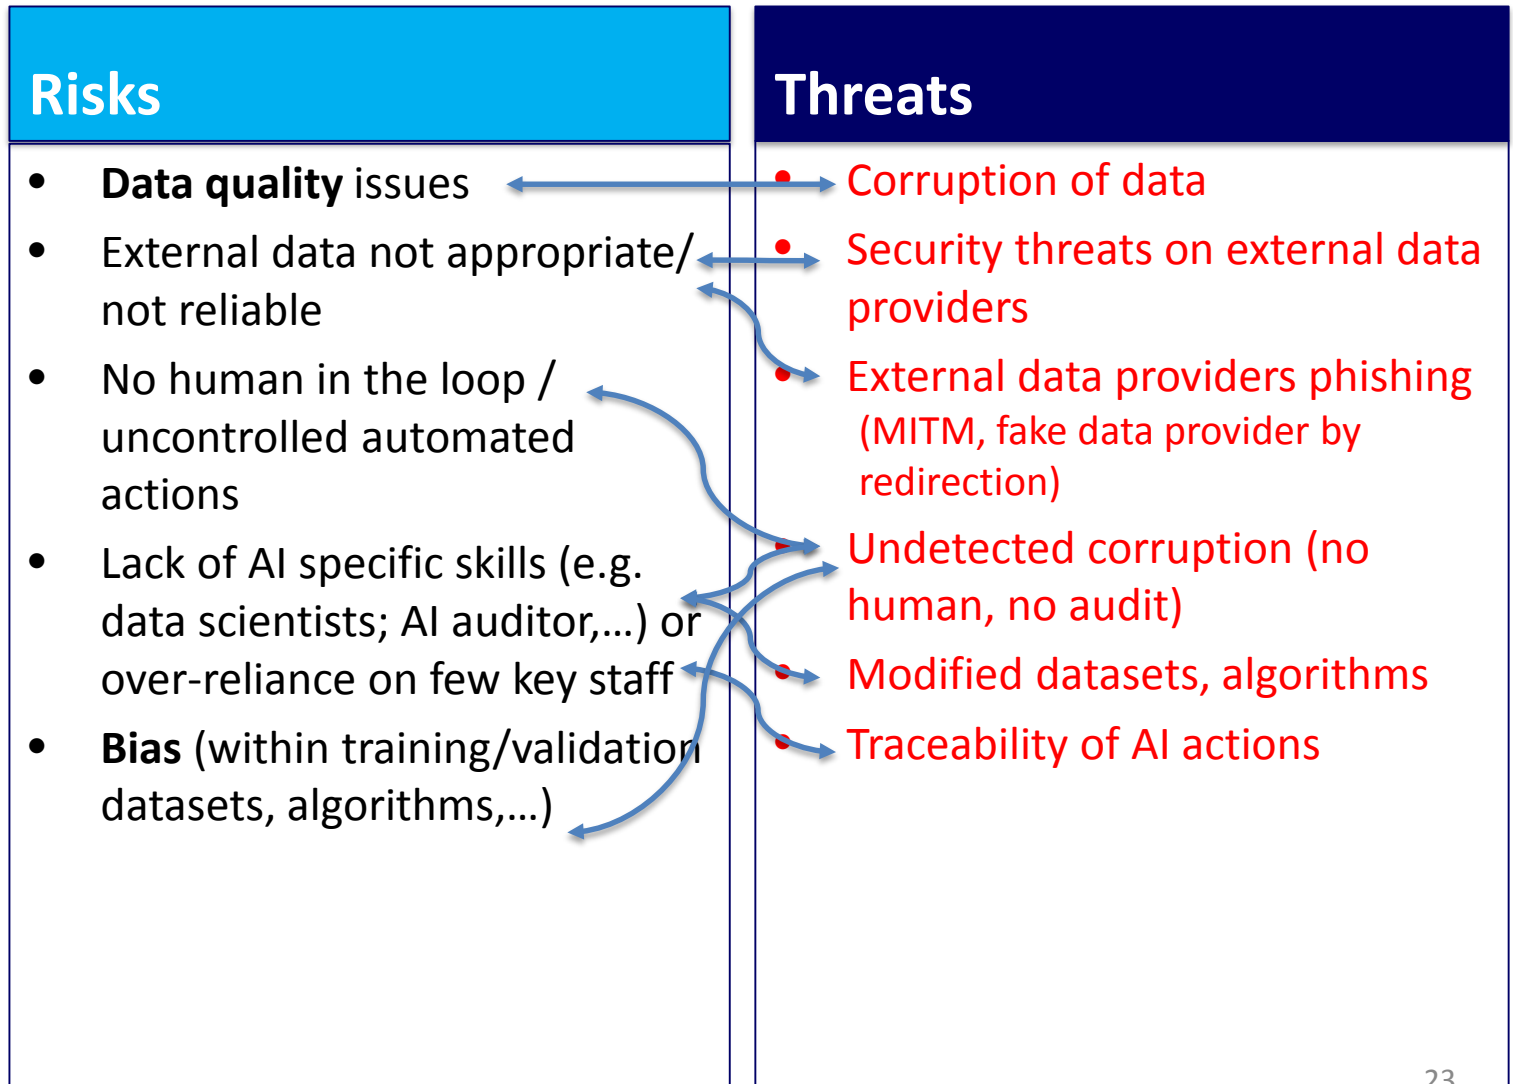 Risks
• Data quality issues
• External data not appropriate/
not reliable
• No human in the loop /
uncontrolled automated
actions
• Lack of AI specific skills (e.g.
data scientists; AI auditor,...) or
over-reliance on few key staff
• Bias (within training/validation
datasets, algorithms,...)
Threats
• Corruption of data
• Security threats on external data
providers
• External data providers phishing
(MITM, fake data provider by
redirection)
• Undetected corruption (no
human, no audit)
• Modified datasets, algorithms
• Traceability of AI actions
23